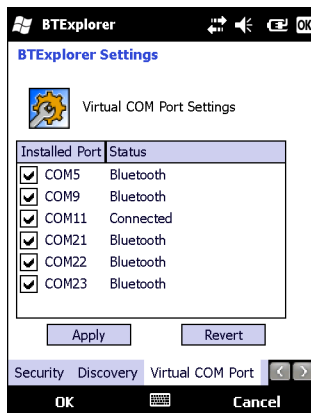 BTExplorer OK
BTExplorer Settings
Virtual COM Port Settings
Installed Port Status
COM5 Bluetooth
COM9 Bluetooth
COM11 Connected
COM21 Bluetooth
COM22 Bluetooth
COM23 Bluetooth
Apply Revert
Security Discovery Virtual COM Port
OK Cancel